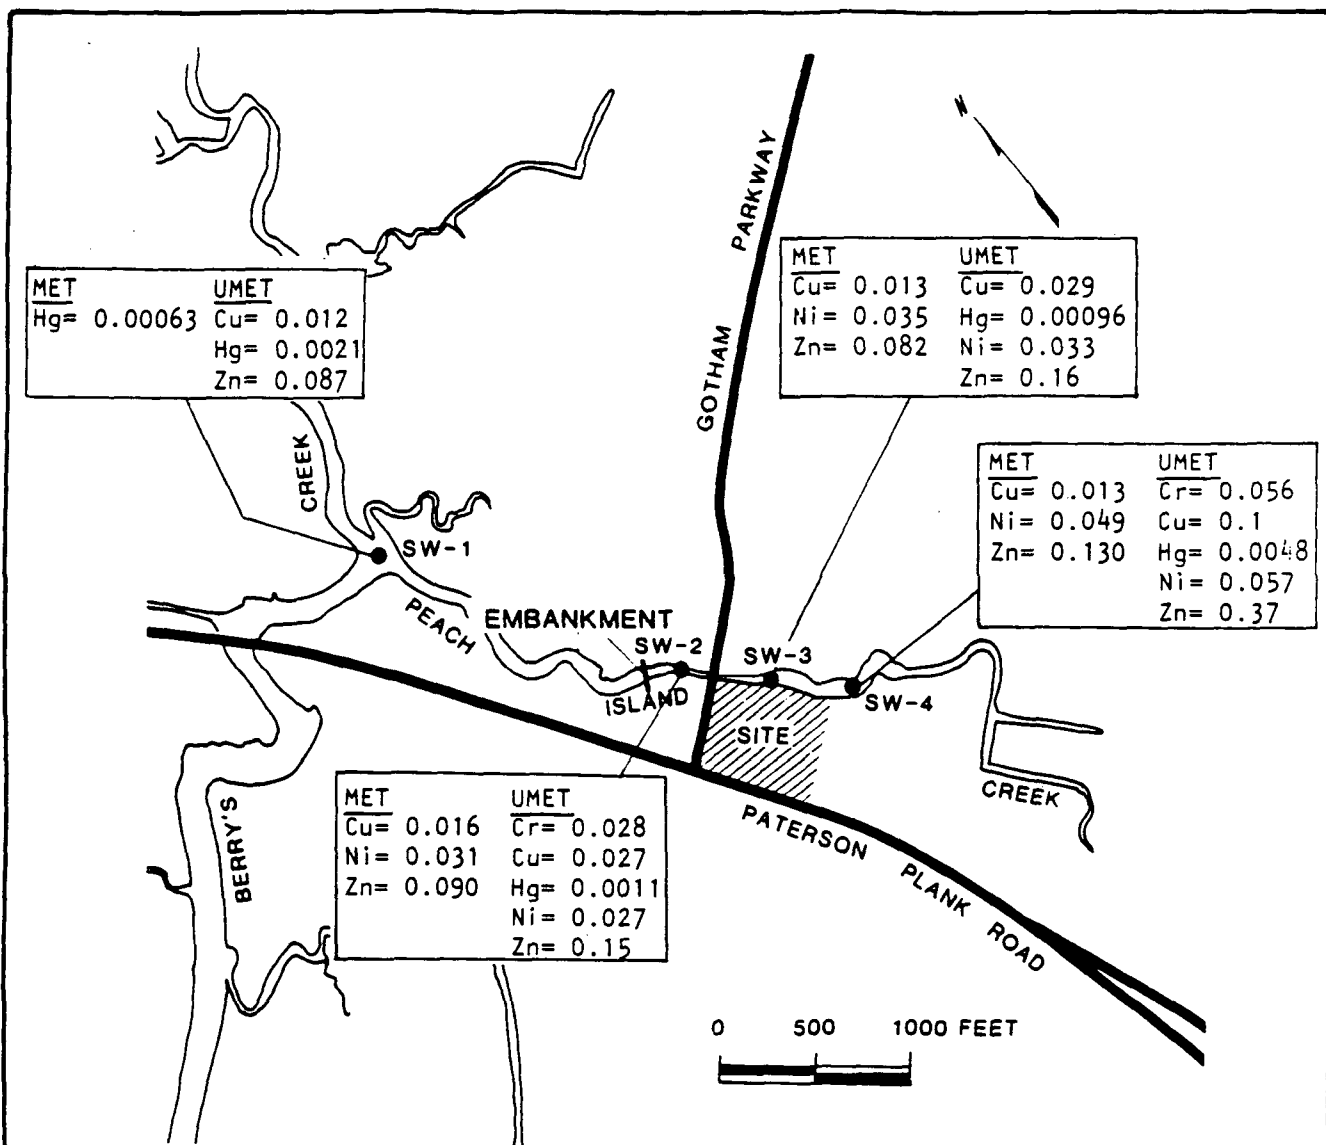 N
GOTHAM PARKWAY
MET UMET
Cu= 0.013 Cu= 0.029
Ni= 0.035 Hg= 0.00096
Zn= 0.082 Ni= 0.033
Zn= 0.16
MET UMET
Hg= 0.00063 Cu= 0.012
Hg= 0.0021
Zn= 0.087
MET UMET
Cu= 0.013 Cr= 0.056
Ni= 0.049 Cu= 0.1
Zn= 0.130 Hg= 0.0048
Ni= 0.057
Zn= 0.37
CREEK
SW-1
PEACH
EMBANKMENT
SW-2
SW-3
SW-4
ISLAND
SITE
CREEK
MET UMET
Cu= 0.016 Cr= 0.028
Ni= 0.031 Cu= 0.027
Zn= 0.090 Hg= 0.0011
Ni= 0.027
Zn= 0.15
BERRY'S
PATERSON PLANK ROAD
0 500 1000 FEET